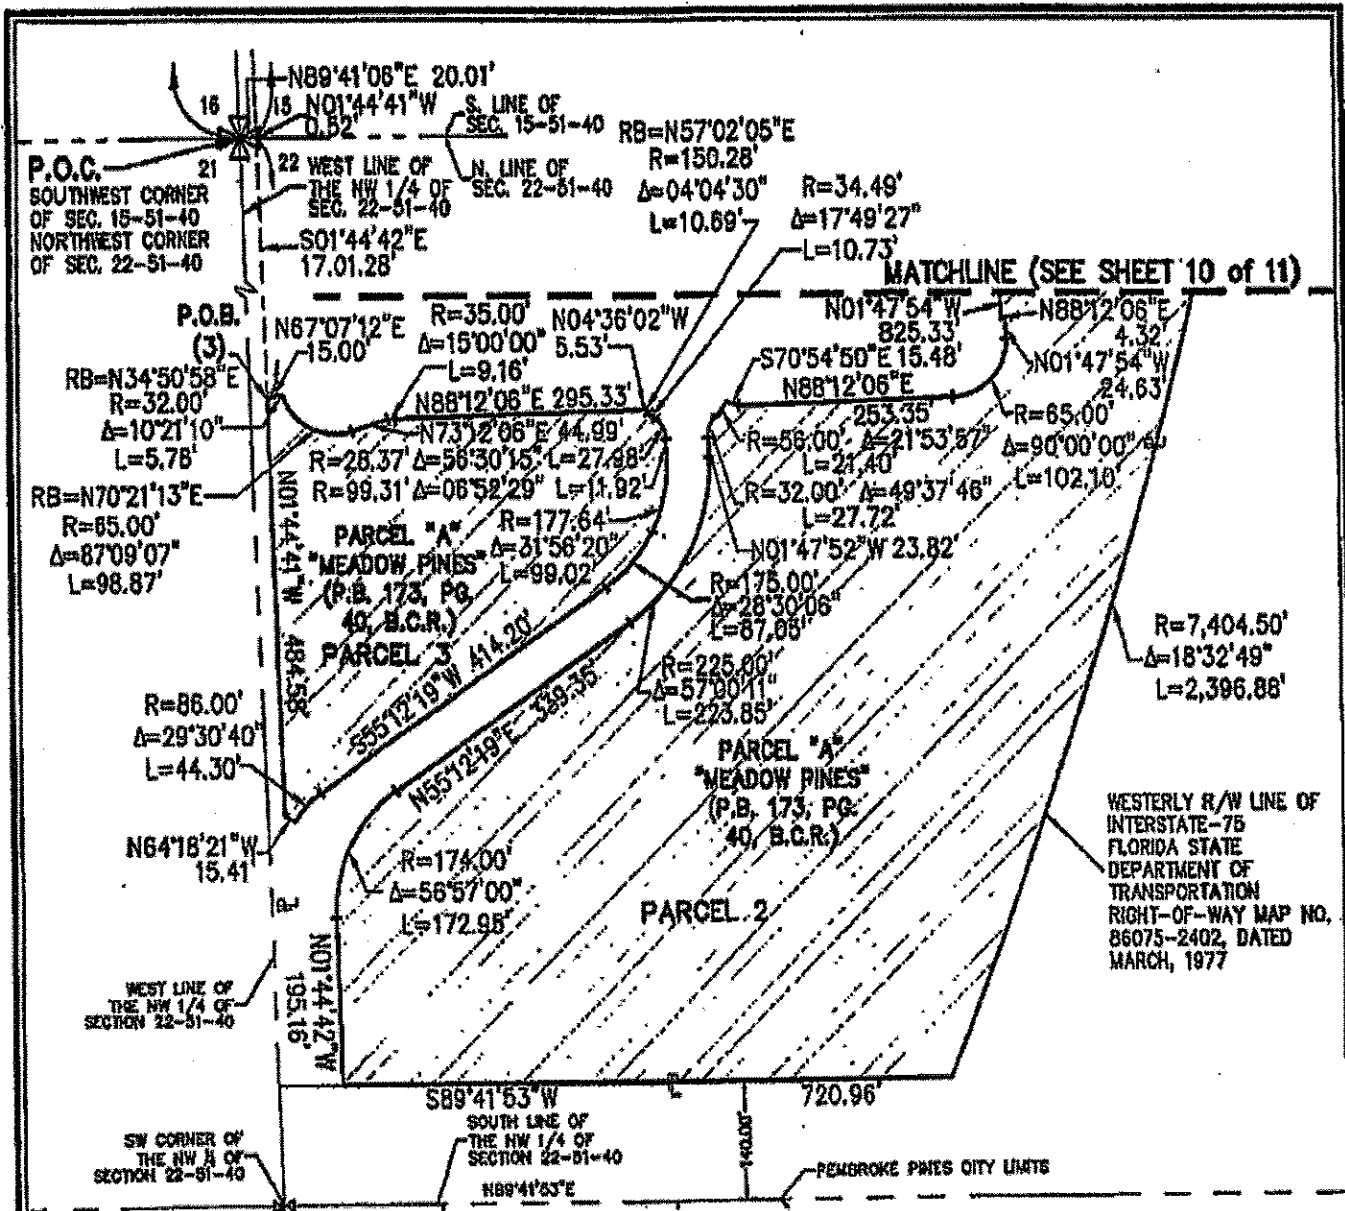 N89°41'06"E 20.01'
16
15
N01°44'41"W
0.52'
S. LINE OF
SEC. 15-51-40
N. LINE OF
SEC. 22-51-40
P.O.C.
21
22
WEST LINE OF
THE NW 1/4 OF
SEC. 22-51-40
SOUTHWEST CORNER
OF SEC. 15-51-40
NORTHWEST CORNER
OF SEC. 22-51-40
S01°44'42"E
17.01.28'
RB=N57°02'05"E
R=150.28'
Δ=04°04'30"
L=10.69'
R=34.49'
Δ=17°49'27"
L=10.73'
MATCHLINE (SEE SHEET 10 of 11)
P.O.B.
(3)
N67°07'12"E
15.00'
R=35.00'
Δ=15°00'00"
L=9.16'
N04°36'02"W
5.53'
N01°47'54"W
825.33'
N88°12'06"E
4.32'
S70°54'50"E 15.48'
N01°47'54"W
24.63'
RB=N34°50'58"E
R=32.00'
Δ=10°21'10"
L=5.78'
N88°12'06"E 295.33'
N88°12'06"E
253.35'
N73°12'06"E 44.99'
R=28.37' Δ=56°30'15" L=27.98'
R=99.31' Δ=06°52'29" L=11.92'
R=56.00' Δ=21°53'57"
L=21.40'
R=65.00'
Δ=90°00'00"
L=102.10'
R=32.00' Δ=49°37'46"
L=27.72'
RB=N70°21'13"E
R=65.00'
Δ=87°09'07"
L=98.87'
N01°44'41"W 484.58'
PARCEL "A"
"MEADOW PINES"
(P.B. 173, PG.
40, B.C.R.)
PARCEL 3
R=177.64'
Δ=31°56'20"
L=99.02'
N01°47'52"W 23.82'
R=175.00'
Δ=28°30'06"
L=87.05'
R=7,404.50'
Δ=18°32'49"
L=2,396.88'
S55°12'19"W 414.20'
N55°12'19"E 389.35'
R=225.00'
Δ=57°00'11"
L=223.85'
R=86.00'
Δ=29°30'40"
L=44.30'
PARCEL "A"
"MEADOW PINES"
(P.B. 173, PG.
40, B.C.R.)
WESTERLY R/W LINE OF
INTERSTATE-75
FLORIDA STATE
DEPARTMENT OF
TRANSPORTATION
RIGHT-OF-WAY MAP NO.
86075-2402, DATED
MARCH, 1977
N64°18'21"W
15.41'
R=174.00'
Δ=56°57'00"
L=172.95'
PARCEL 2
N01°44'42"W
195.16'
WEST LINE OF
THE NW 1/4 OF
SECTION 22-51-40
S89°41'53"W
720.96'
SW CORNER OF
THE NW ¼ OF
SECTION 22-51-40
SOUTH LINE OF
THE NW 1/4 OF
SECTION 22-51-40
140.00'
N89°41'53"E
PEMBROKE PINES CITY LIMITS